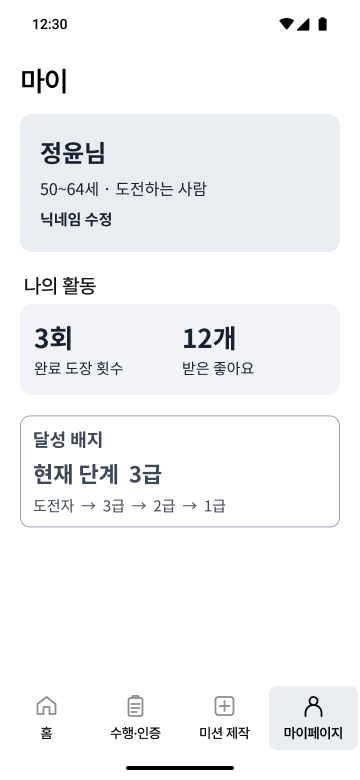 12:30
마이
정윤님
50~64세 · 도전하는 사람
닉네임 수정
나의 활동
3회 12개
완료 도장 횟수 받은 좋아요
달성 배지
현재 단계 3급
도전자 → 3급 → 2급 → 1급
홈 수행·인증 미션 제작 마이페이지